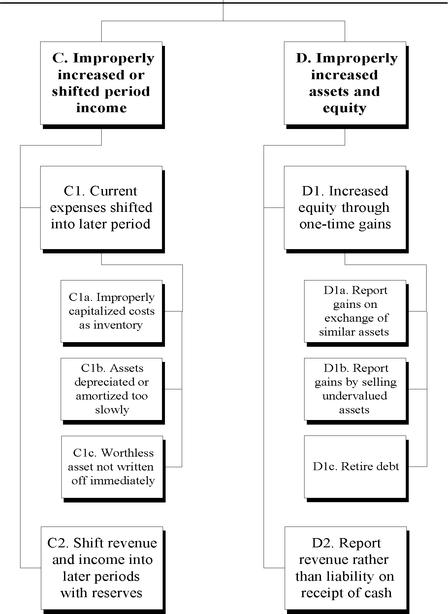 C. Improperly
increased or
shifted period
income
D. Improperly
increased
assets and
equity
C1. Current
expenses shifted
into later period
D1. Increased
equity through
one-time gains
C1a. Improperly
capitalized costs
as inventory
D1a. Report
gains on
exchange of
similar assets
C1b. Assets
depreciated or
amortized too
slowly
D1b. Report
gains by selling
undervalued
assets
C1c. Worthless
asset not written
off immediately
D1c. Retire debt
C2. Shift revenue
and income into
later periods
with reserves
D2. Report
revenue rather
than liability on
receipt of cash